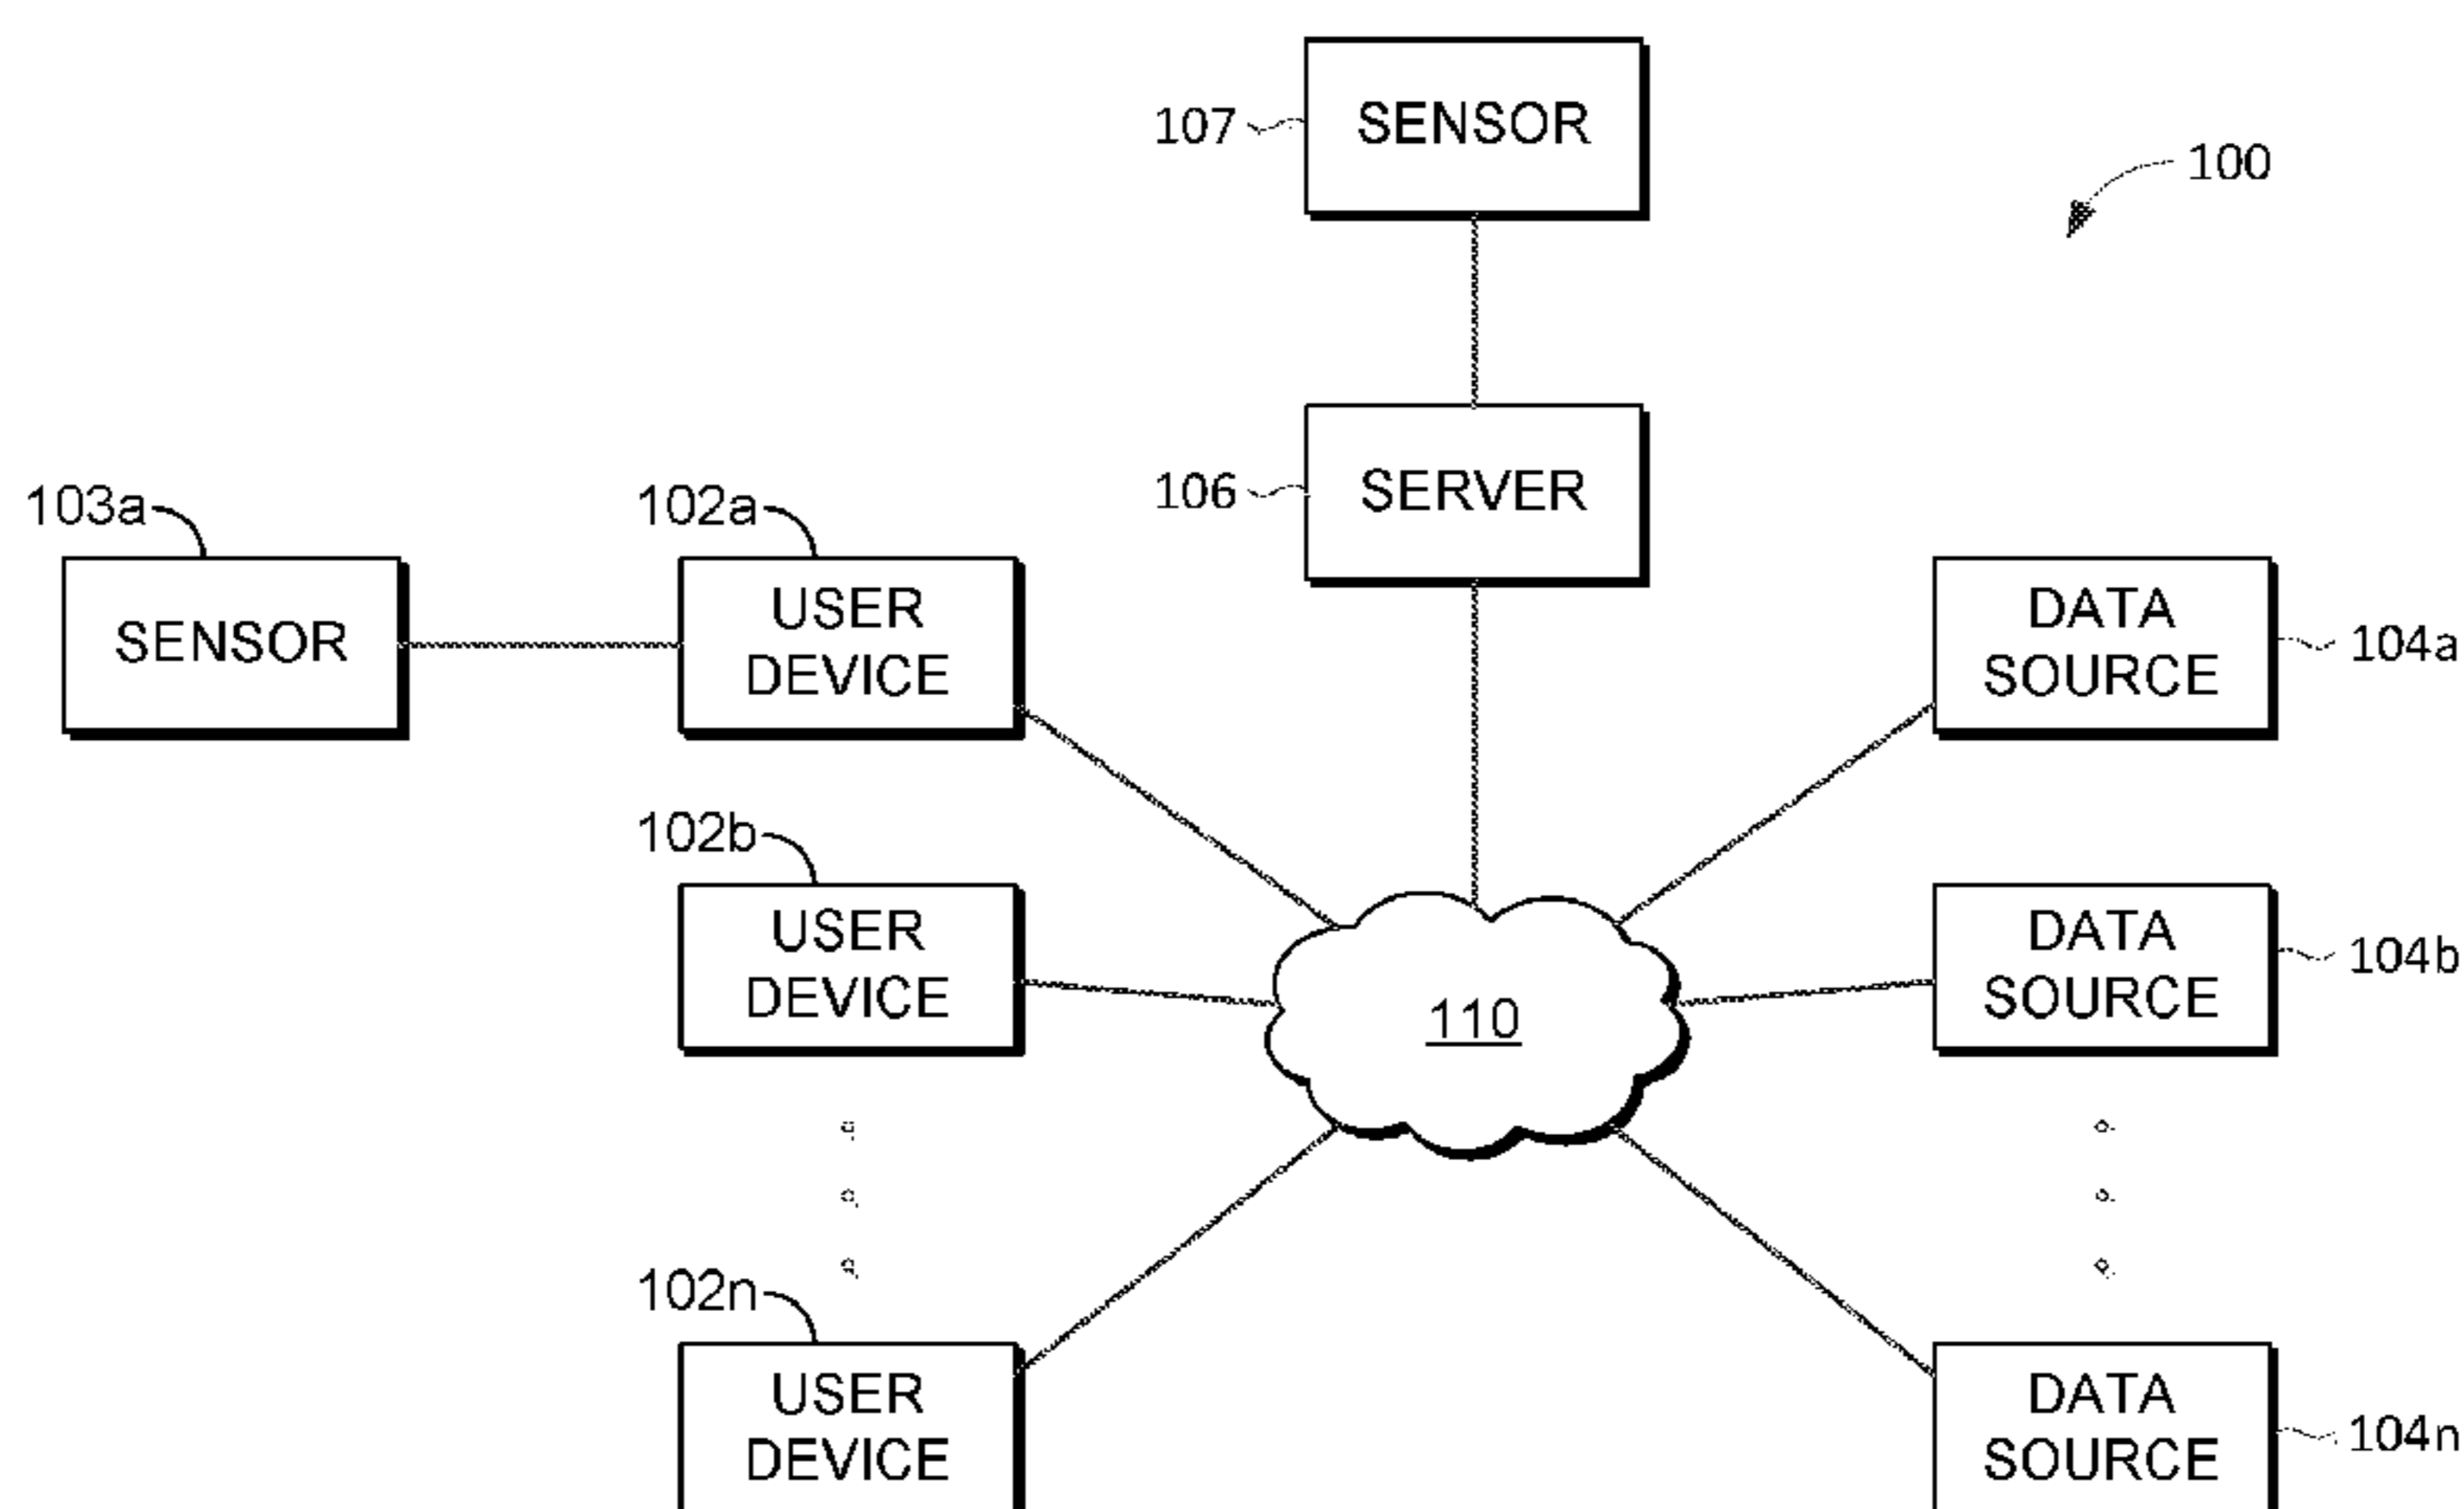 107
SENSOR
100
106
SERVER
103a
SENSOR
102a
USER
DEVICE
DATA
SOURCE
104a
102b
USER
DEVICE
110
DATA
SOURCE
104b
102n
USER
DEVICE
DATA
SOURCE
104n